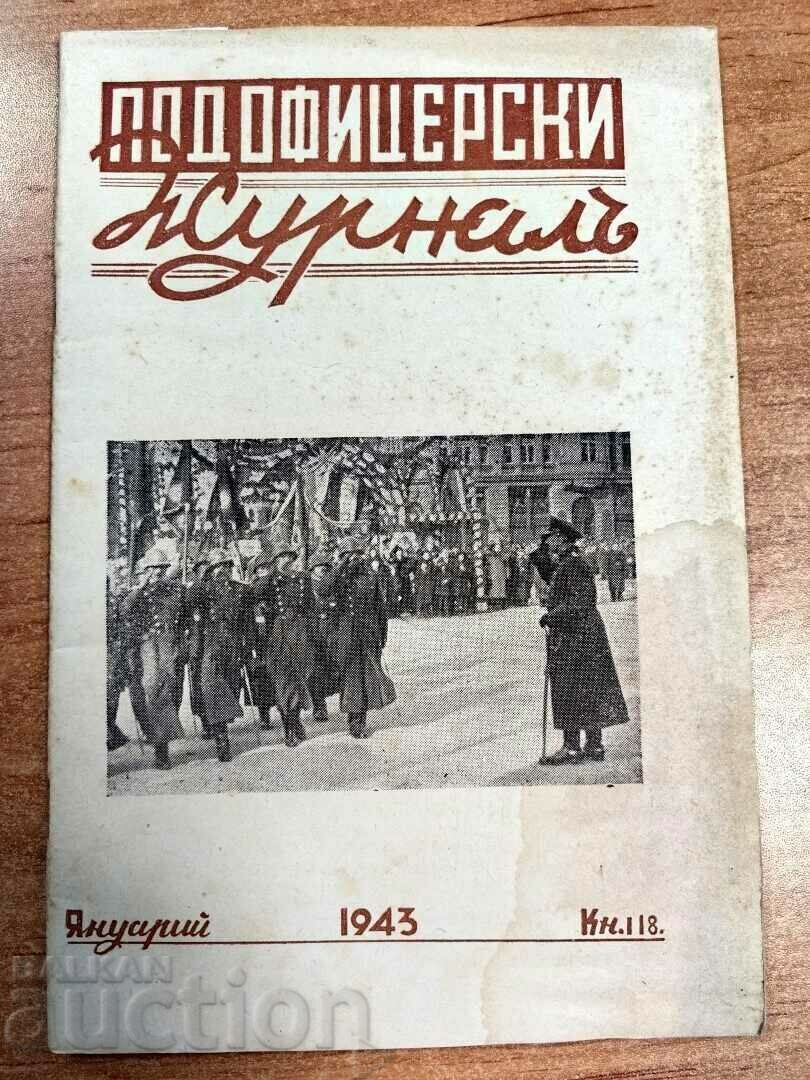 ПОДОФИЦЕРСКИ
Журналъ
Януарий 1943 Кн. 118.
BALKAN
auction